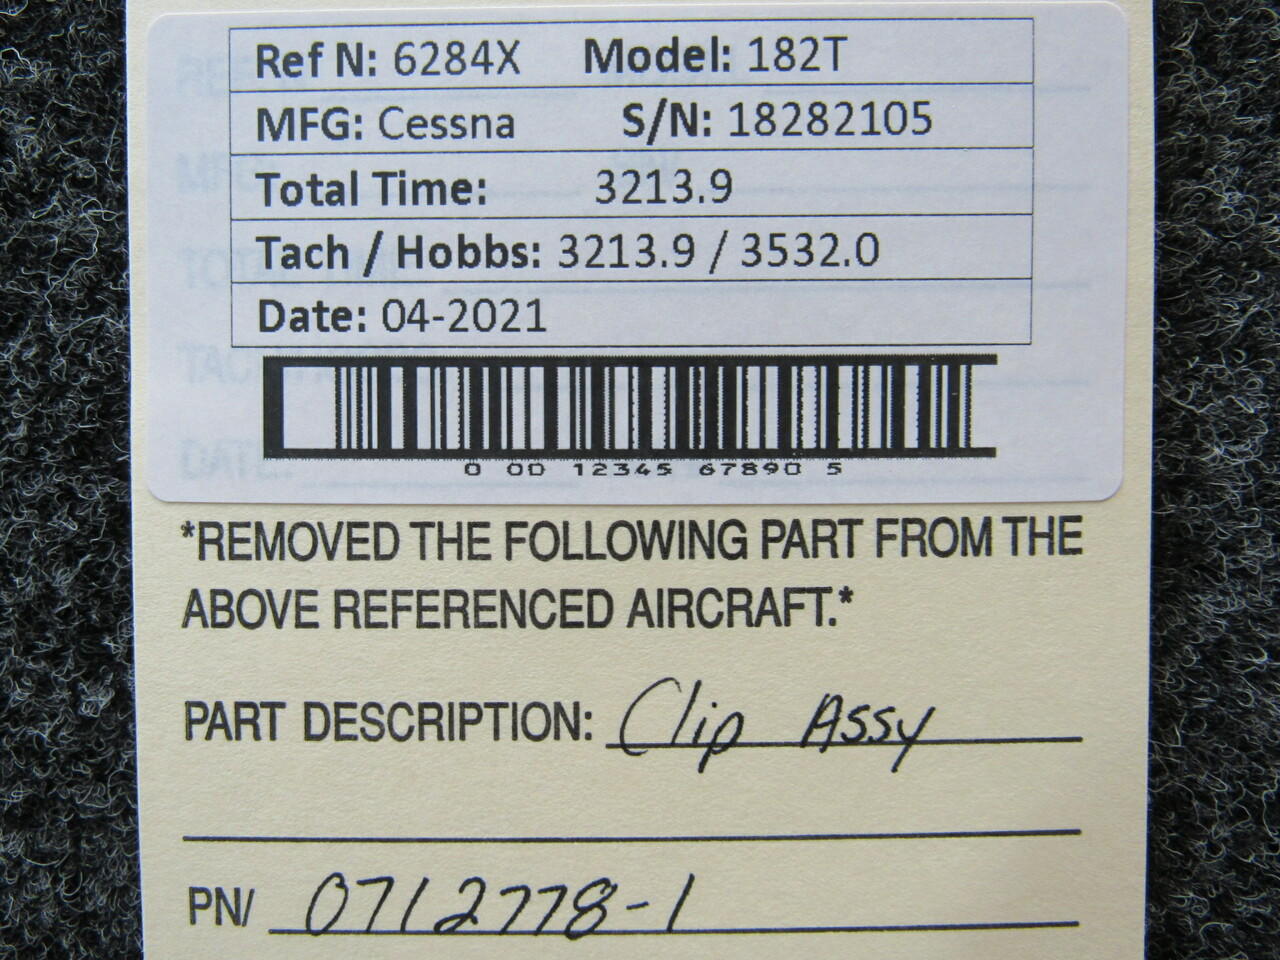 Ref N: 6284X Model: 182T
MFG: Cessna S/N: 18282105
Total Time: 3213.9
Tach / Hobbs: 3213.9 / 3532.0
Date: 04-2021
0 00 12345 67890 5
*REMOVED THE FOLLOWING PART FROM THE
ABOVE REFERENCED AIRCRAFT.*
PART DESCRIPTION: Clip Assy
PN/ 0712778-1